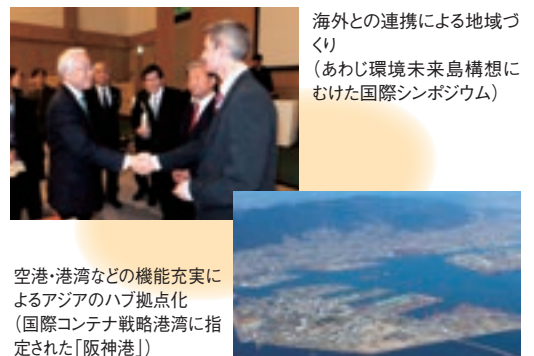 海外との連携による地域づ
くり
（あわじ環境未来島構想に
むけた国際シンポジウム）
空港・港湾などの機能充実に
よるアジアのハブ拠点化
（国際コンテナ戦略港湾に指
定された「阪神港」）